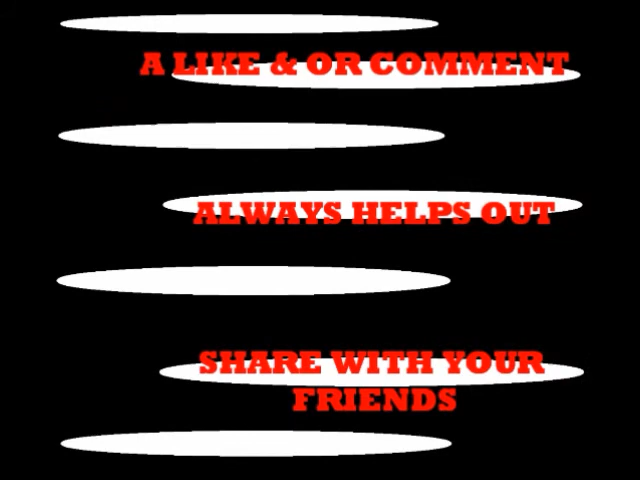 A LIKE & OR COMMENT
ALWAYS HELPS OUT
SHARE WITH YOUR
FRIENDS